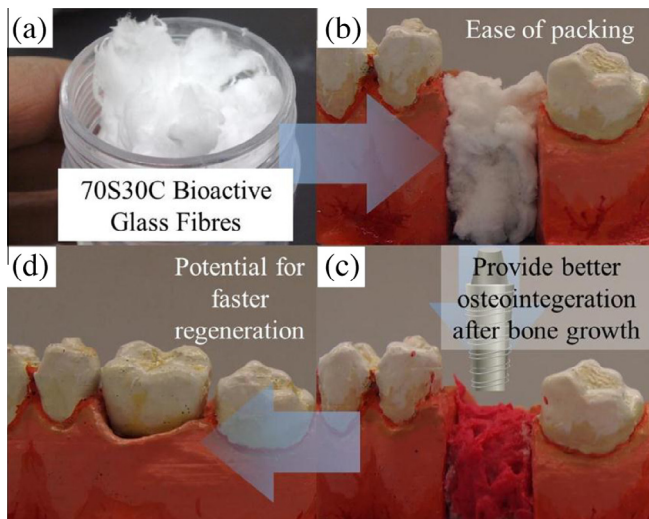 (a)
70S30C Bioactive
Glass Fibres
(b)
Ease of packing
(d)
Potential for
faster
regeneration
(c)
Provide better
osteointegeration
after bone growth